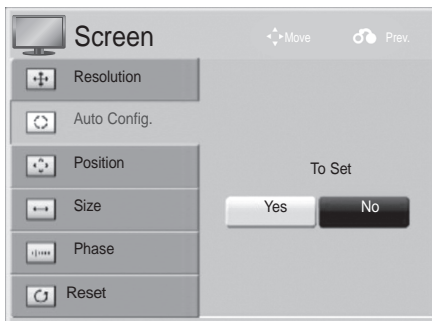 Screen
Move
Prev.
Resolution
Auto Config.
Position
Size
Phase
Reset
To Set
Yes No